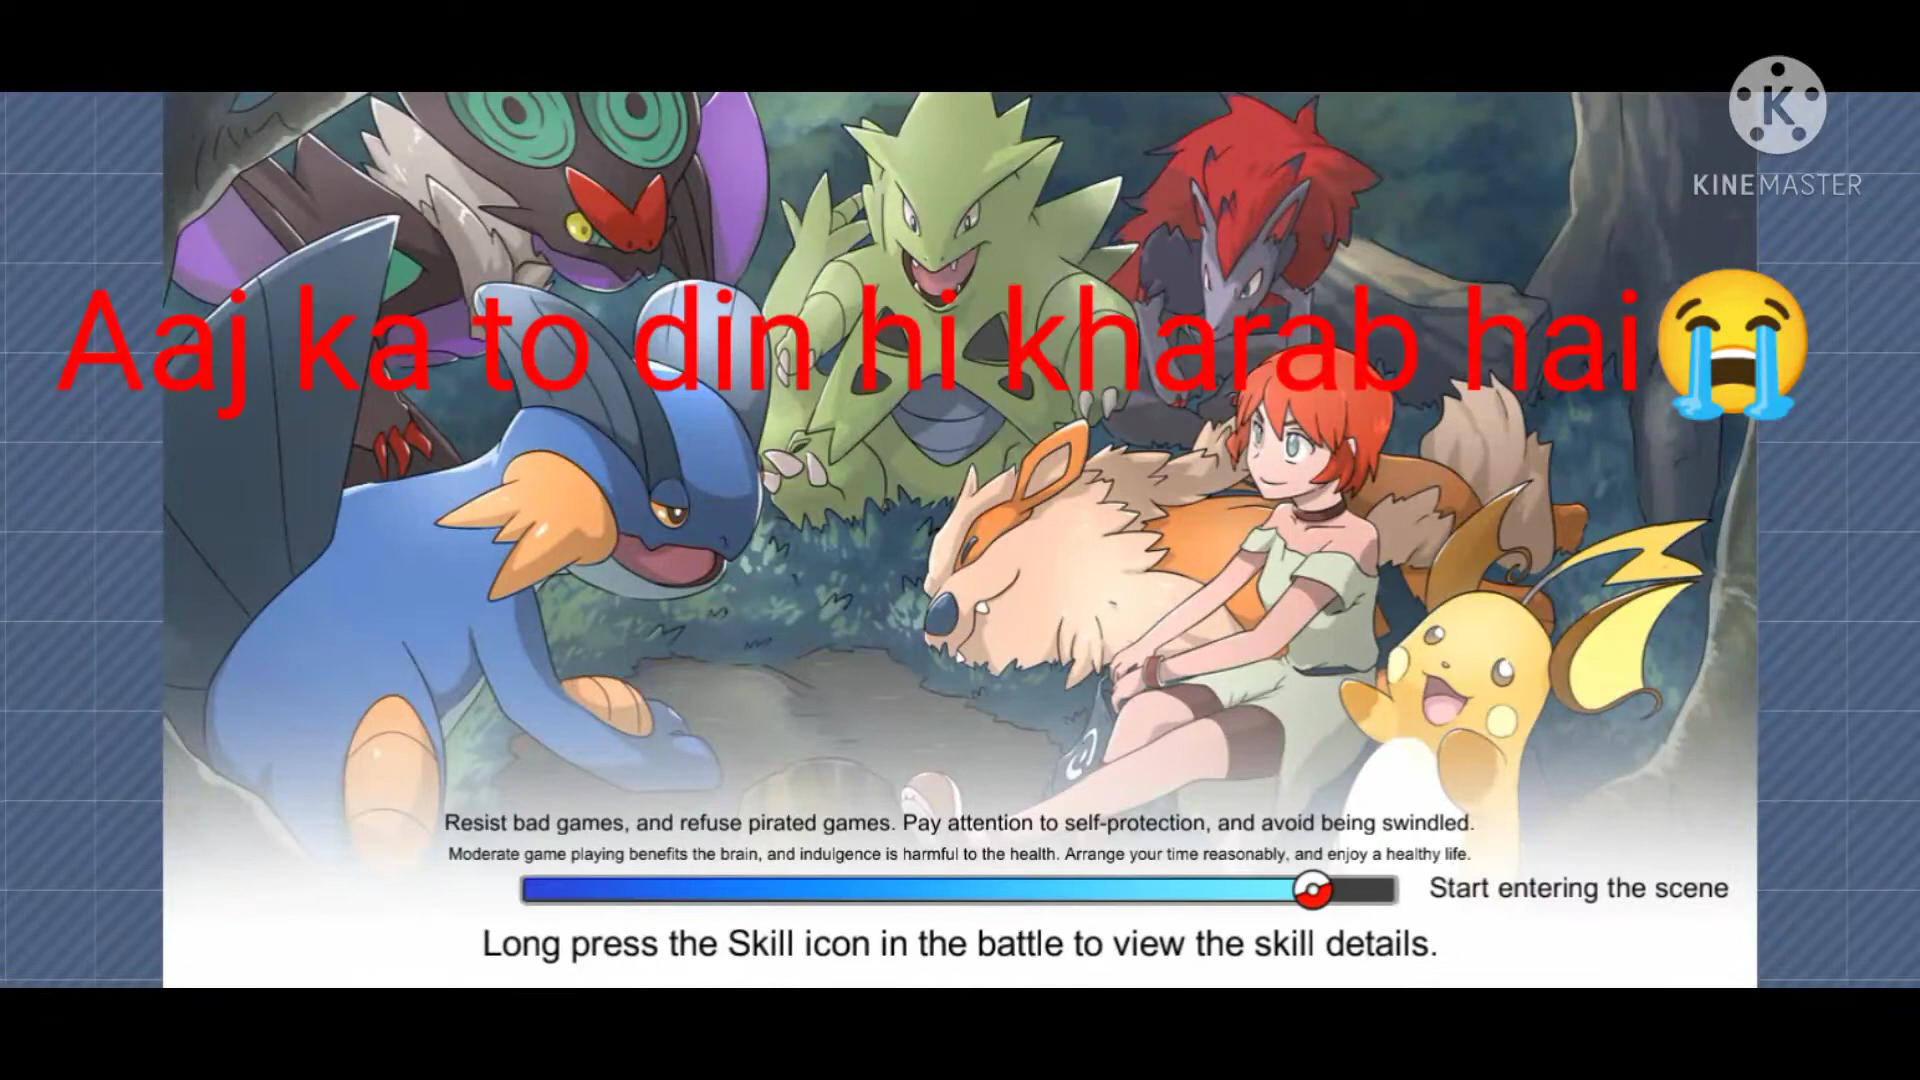 K
KINEMASTER
Aaj ka to din hi kharab hai😭
Resist bad games, and refuse pirated games. Pay attention to self-protection, and avoid being swindled.
Moderate game playing benefits the brain, and indulgence is harmful to the health. Arrange your time reasonably, and enjoy a healthy life.
Start entering the scene
Long press the Skill icon in the battle to view the skill details.